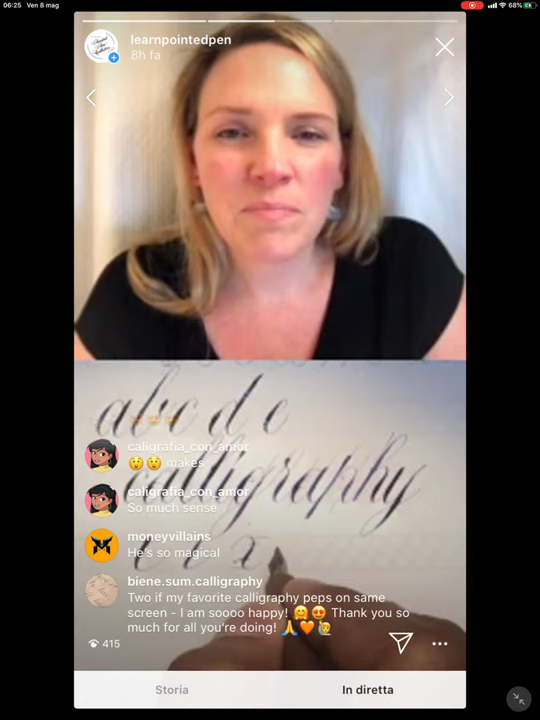 06:25 Ven 8 mag
68%
learnpointedpen
8h fa
a b c d e
caligrafia_con_amor
😲😲 makes
calligraphy
caligrafia_con_amor
So much sense
moneyvillains
He's so magical
x
biene.sum.calligraphy
Two if my favorite calligraphy peps on same
screen - I am soooo happy! 🤗😍 Thank you so
much for all you're doing! 🙏🧡🙋
415
Storia
In diretta